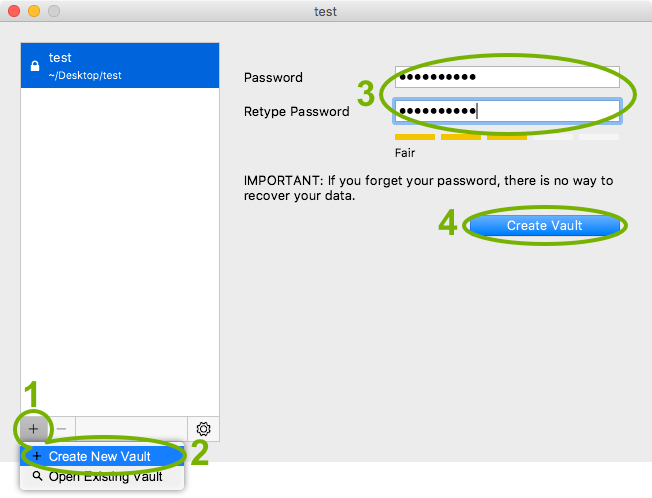 test
test
~/Desktop/test
Password
●●●●●●●●●●
3
Retype Password
●●●●●●●●●●
Fair
IMPORTANT: If you forget your password, there is no way to
recover your data.
4
Create Vault
1
+
−
2
+ Create New Vault
Open Existing Vault